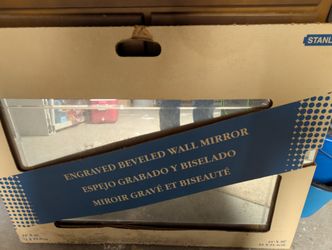 STANL
ENGRAVED BEVELED WALL MIRROR
ESPEJO GRABADO Y BISELADO
MIROIR GRAVÉ ET BISEAUTÉ